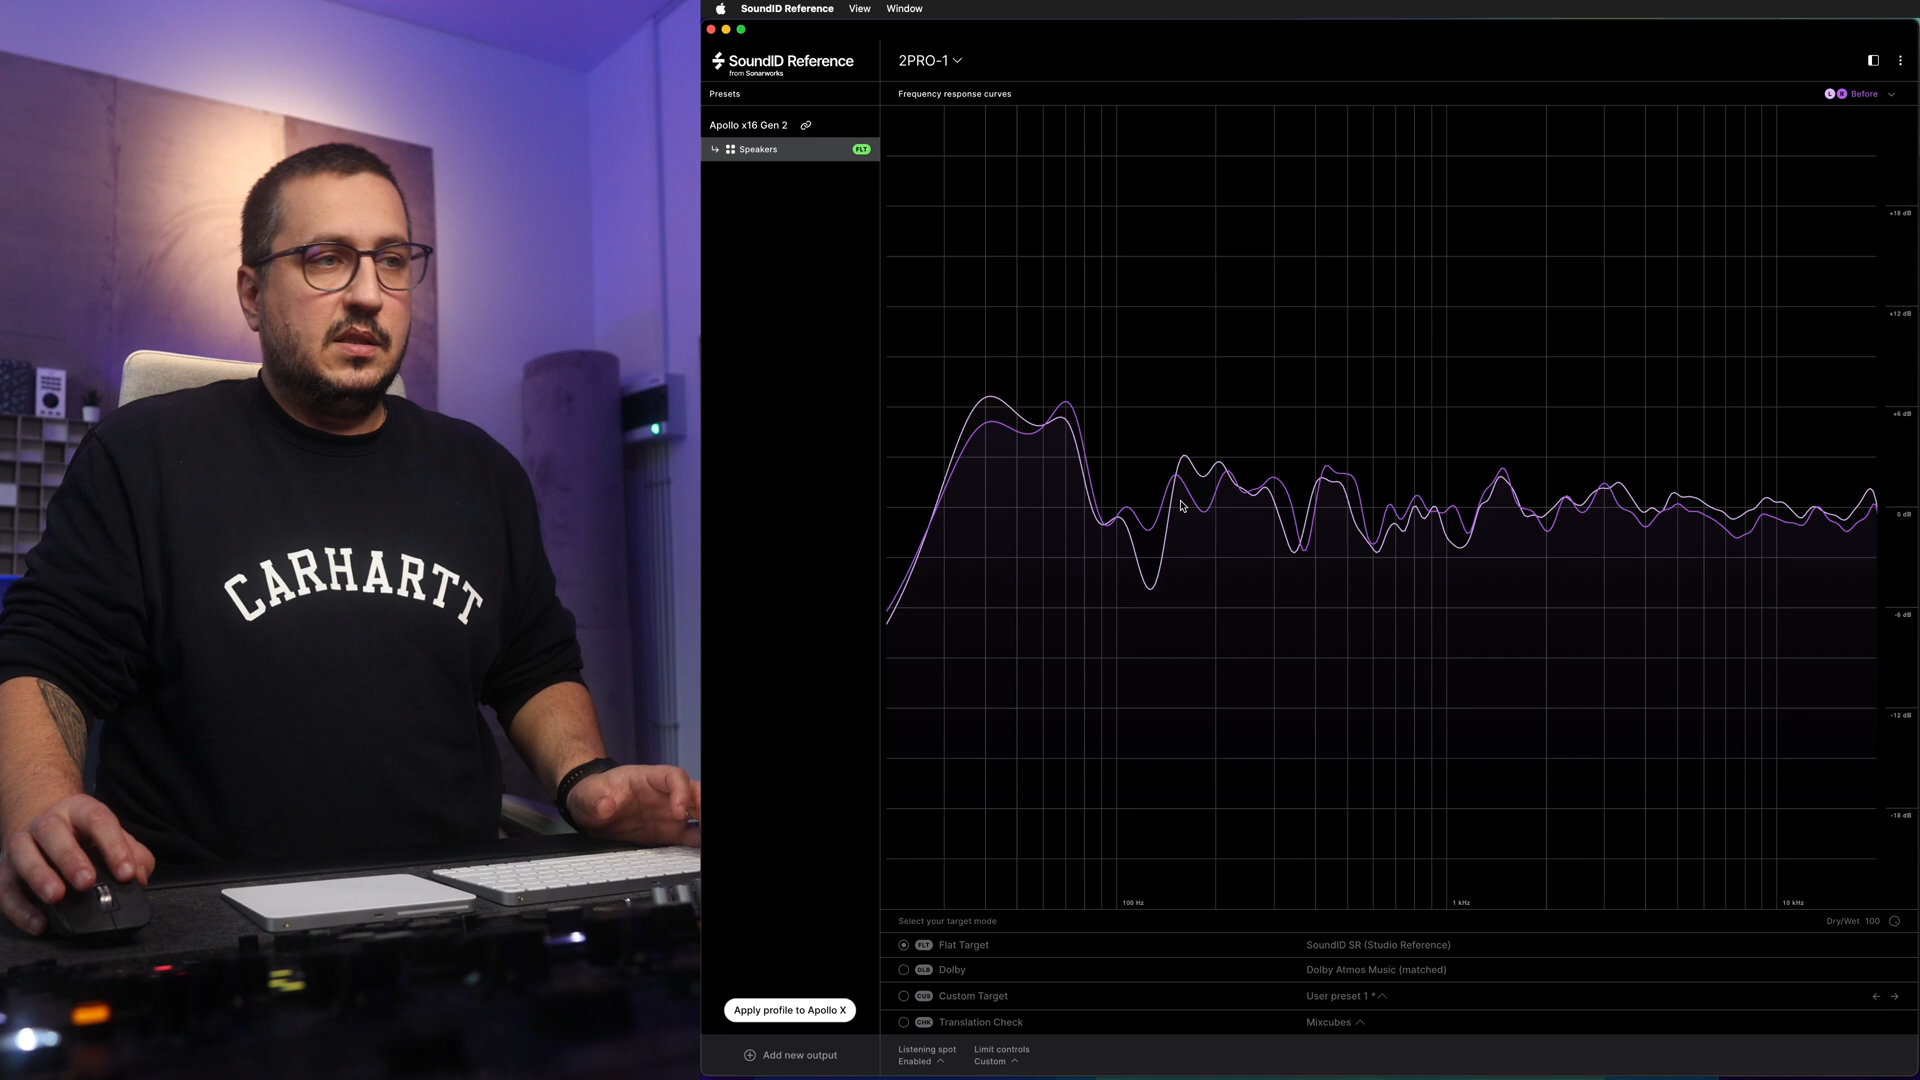 SoundID Reference View Window
SoundID Reference
from Sonarworks
2PRO-1
Presets
Frequency response curves
L R Before
Apollo x16 Gen 2
Speakers FLT
+18 dB
+12 dB
+6 dB
0 dB
-6 dB
-12 dB
-18 dB
100 Hz 1 kHz 10 kHz
CARHARTT
Select your target mode
Dry/Wet 100
FLT Flat Target SoundID SR (Studio Reference)
DLB Dolby Dolby Atmos Music (matched)
CUS Custom Target User preset 1 *
CHK Translation Check Mixcubes
Apply profile to Apollo X
Add new output
Listening spot Limit controls
Enabled Custom